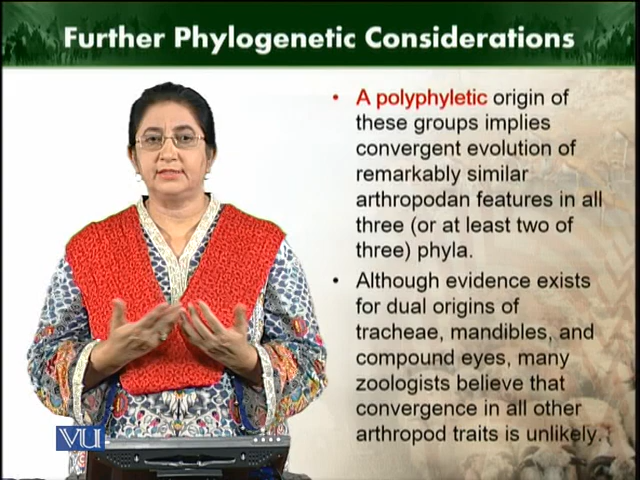 Further Phylogenetic Considerations
• A polyphyletic origin of
these groups implies
convergent evolution of
remarkably similar
arthropodan features in all
three (or at least two of
three) phyla.
• Although evidence exists
for dual origins of
tracheae, mandibles, and
compound eyes, many
zoologists believe that
convergence in all other
arthropod traits is unlikely.
VU